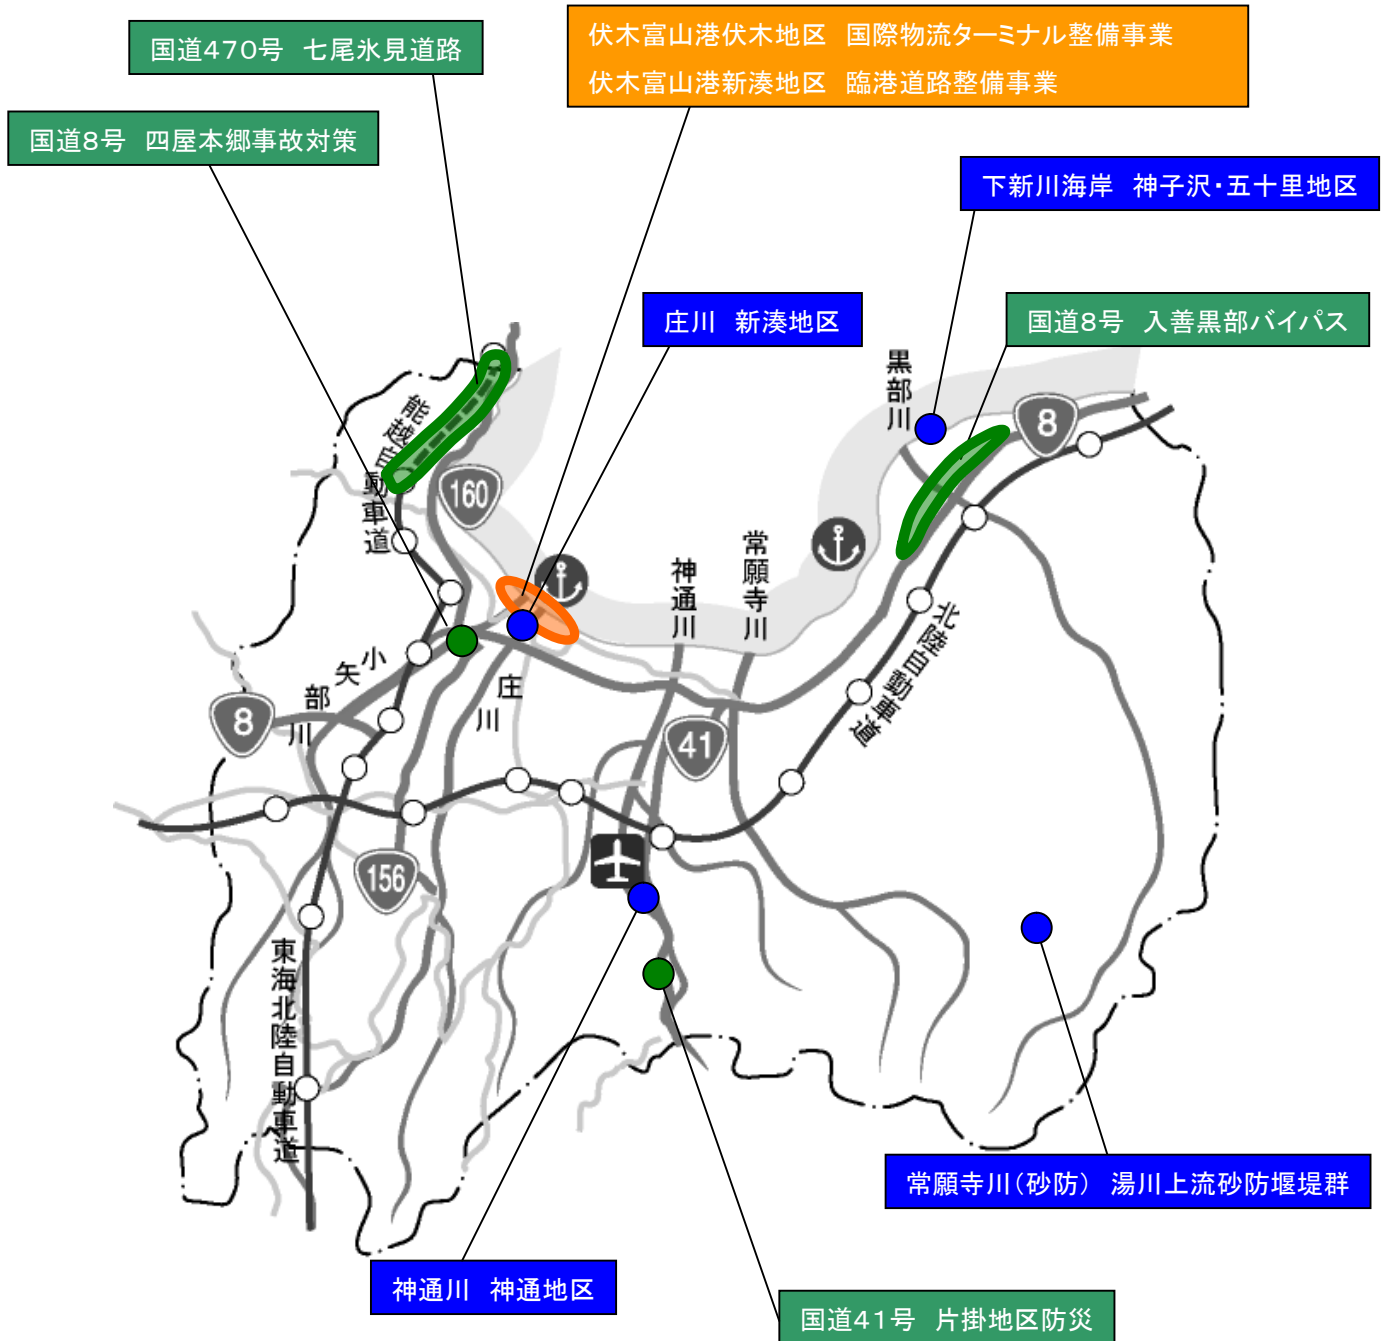 国道470号　七尾氷見道路
伏木富山港伏木地区　国際物流ターミナル整備事業
伏木富山港新湊地区　臨港道路整備事業
国道8号　四屋本郷事故対策
下新川海岸　神子沢・五十里地区
庄川　新湊地区
国道8号　入善黒部バイパス
黒部川
8
能越自動車道
160
常願寺川
神通川
北陸自動車道
小矢部川
庄川
8
41
156
東海北陸自動車道
常願寺川（砂防）　湯川上流砂防堰堤群
神通川　神通地区
国道41号　片掛地区防災